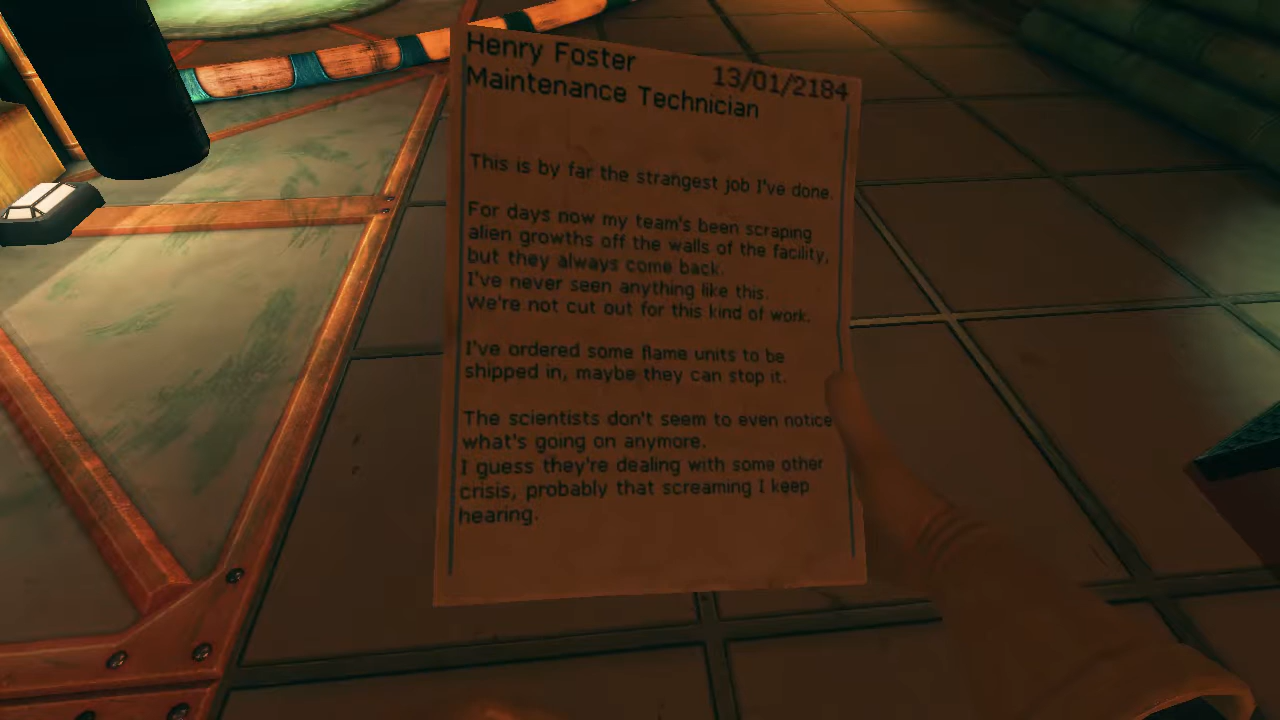 Henry Foster
13/01/2184
Maintenance Technician
This is by far the strangest job I've done.
For days now my team's been scraping
alien growths off the walls of the facility,
but they always come back.
I've never seen anything like this.
We're not cut out for this kind of work.
I've ordered some flame units to be
shipped in, maybe they can stop it.
The scientists don't seem to even notice
what's going on anymore.
I guess they're dealing with some other
crisis, probably that screaming I keep
hearing.